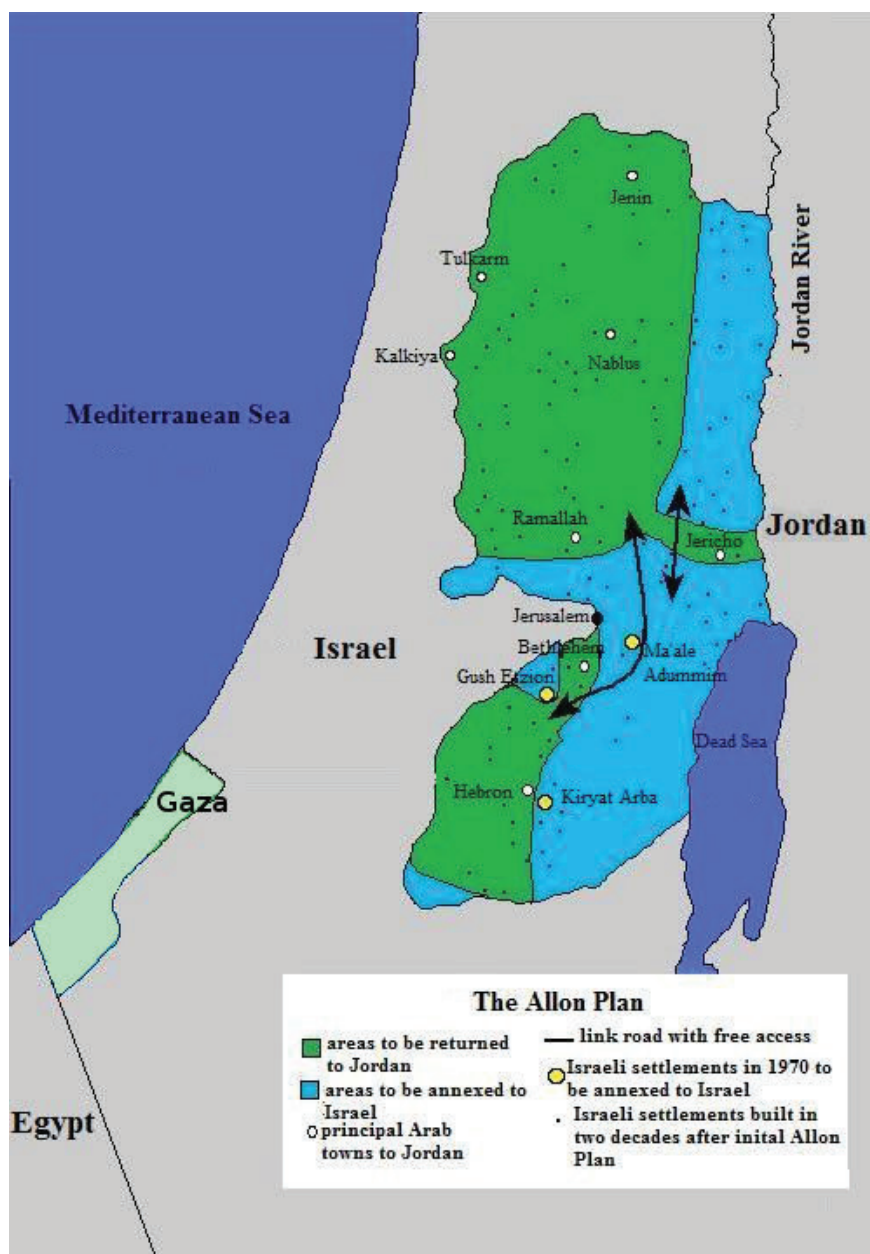 Jenin
Tulkarm
Kalkiya
Nablus
Jordan River
Mediterranean Sea
Ramallah
Jericho
Jordan
Jerusalem
Israel
Bethlehem
Ma'ale
Adummim
Gush Etzion
Dead Sea
Gaza
Hebron
Kiryat Arba
Egypt
The Allon Plan
areas to be returned
to Jordan
areas to be annexed to
Israel
principal Arab
towns to Jordan
link road with free access
Israeli settlements in 1970 to
be annexed to Israel
Israeli settlements built in
two decades after inital Allon
Plan